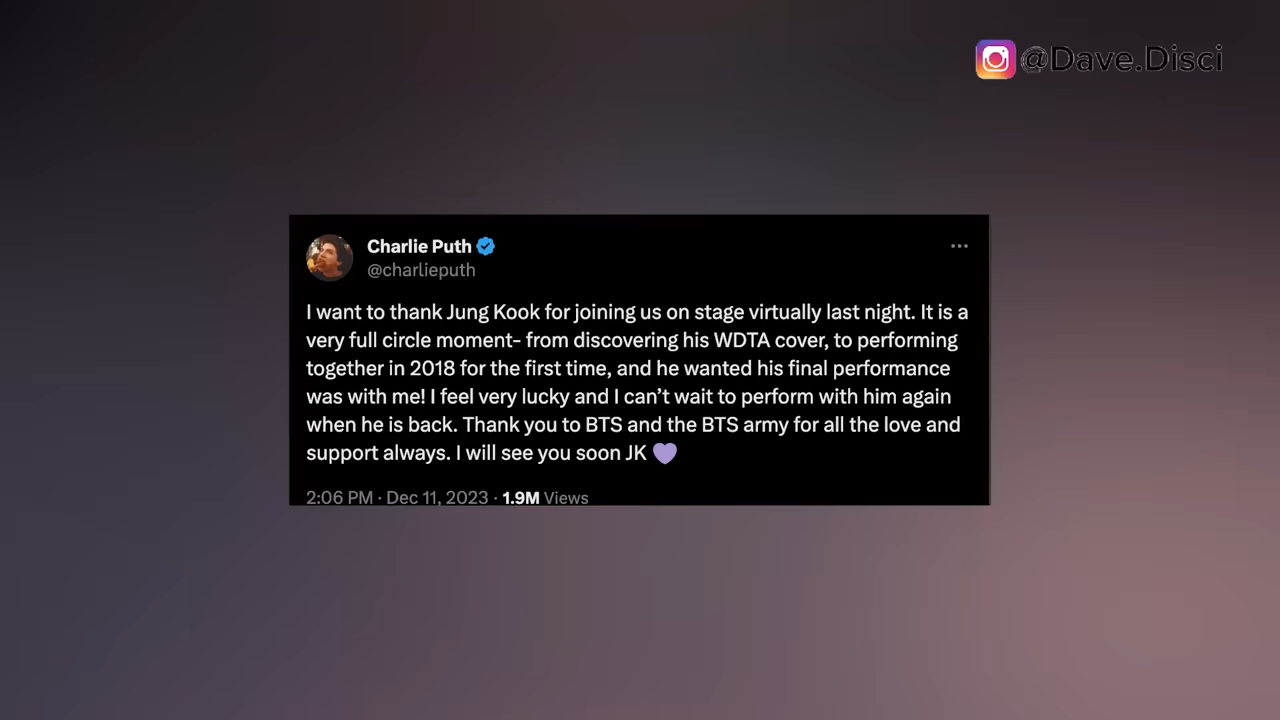 @Dave.Disci
Charlie Puth
@charlieputh
I want to thank Jung Kook for joining us on stage virtually last night. It is a
very full circle moment- from discovering his WDTA cover, to performing
together in 2018 for the first time, and he wanted his final performance
was with me! I feel very lucky and I can’t wait to perform with him again
when he is back. Thank you to BTS and the BTS army for all the love and
support always. I will see you soon JK 💜
2:06 PM · Dec 11, 2023 · 1.9M Views